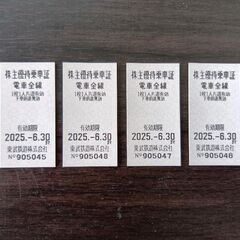 株主優待乗車証
電車全線
有効期限
2025.-6.30
東武鉄道株式会社
№905045
株主優待乗車証
電車全線
有効期限
2025.-6.30
東武鉄道株式会社
№905046
株主優待乗車証
電車全線
有効期限
2025.-6.30
東武鉄道株式会社
№905047
株主優待乗車証
電車全線
有効期限
2025.-6.30
東武鉄道株式会社
№905048